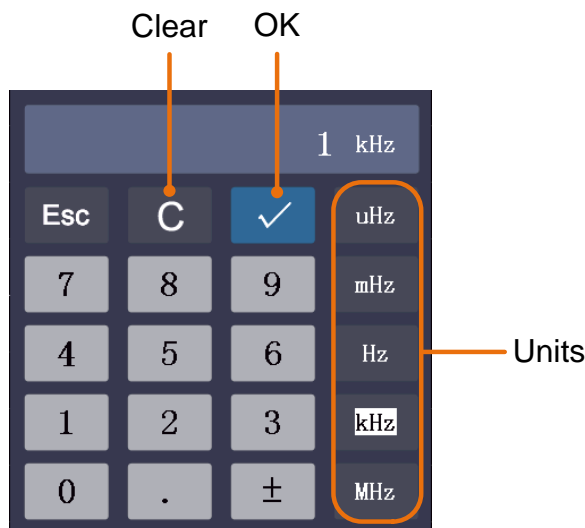 Clear OK
1 kHz
Esc C ✓ uHz
7 8 9 mHz
4 5 6 Hz
Units
1 2 3 kHz
0 . ± MHz